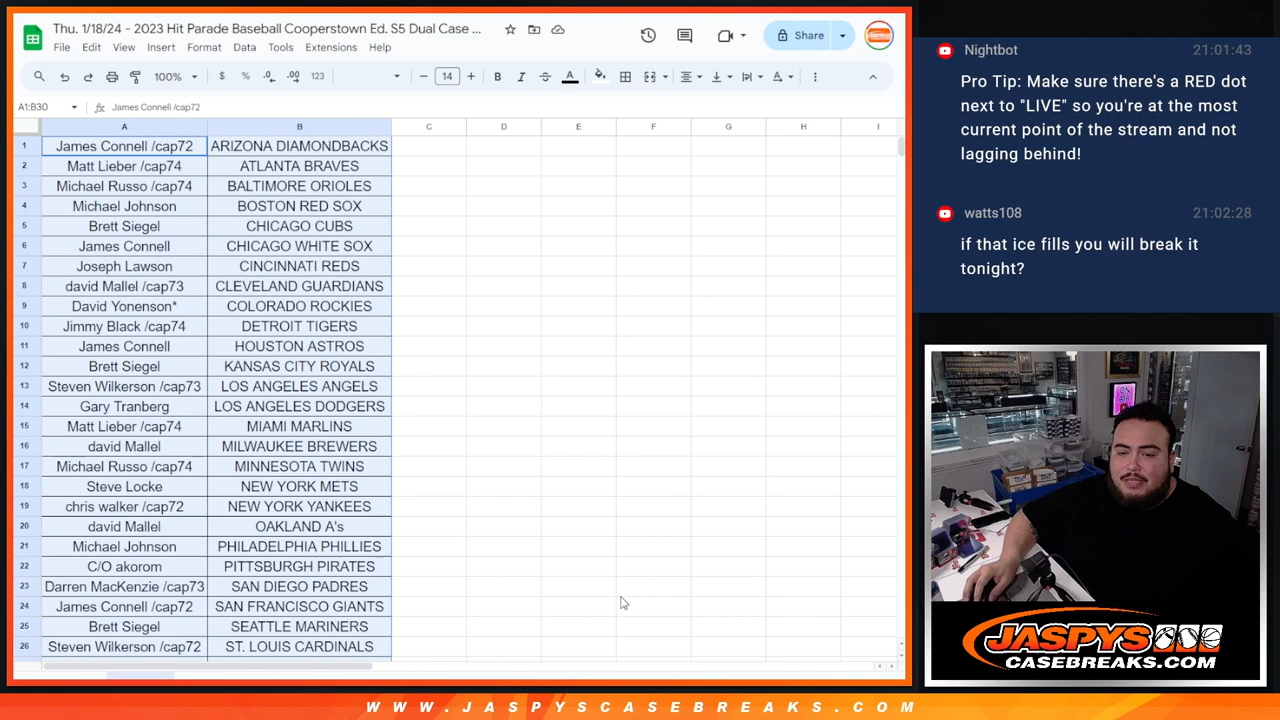 Thu. 1/18/24 - 2023 Hit Parade Baseball Cooperstown Ed. S5 Dual Case ...
File Edit View Insert Format Data Tools Extensions Help
Share
100% $ % .0 .00 123 14 B I S A
A1:B30 fx James Connell /cap72
A B C D E F G H I
1 James Connell /cap72 ARIZONA DIAMONDBACKS
2 Matt Lieber /cap74 ATLANTA BRAVES
3 Michael Russo /cap74 BALTIMORE ORIOLES
4 Michael Johnson BOSTON RED SOX
5 Brett Siegel CHICAGO CUBS
6 James Connell CHICAGO WHITE SOX
7 Joseph Lawson CINCINNATI REDS
8 david Mallel /cap73 CLEVELAND GUARDIANS
9 David Yonenson* COLORADO ROCKIES
10 Jimmy Black /cap74 DETROIT TIGERS
11 James Connell HOUSTON ASTROS
12 Brett Siegel KANSAS CITY ROYALS
13 Steven Wilkerson /cap73 LOS ANGELES ANGELS
14 Gary Tranberg LOS ANGELES DODGERS
15 Matt Lieber /cap74 MIAMI MARLINS
16 david Mallel MILWAUKEE BREWERS
17 Michael Russo /cap74 MINNESOTA TWINS
18 Steve Locke NEW YORK METS
19 chris walker /cap72 NEW YORK YANKEES
20 david Mallel OAKLAND A's
21 Michael Johnson PHILADELPHIA PHILLIES
22 C/O akorom PITTSBURGH PIRATES
23 Darren MacKenzie /cap73 SAN DIEGO PADRES
24 James Connell /cap72 SAN FRANCISCO GIANTS
25 Brett Siegel SEATTLE MARINERS
26 Steven Wilkerson /cap72 ST. LOUIS CARDINALS
Nightbot 21:01:43
Pro Tip: Make sure there's a RED dot
next to "LIVE" so you're at the most
current point of the stream and not
lagging behind!
watts108 21:02:28
if that ice fills you will break it
tonight?
ON AIR
JASPYS
CASEBREAKS.COM
WWW.JASPYSCASEBREAKS.COM